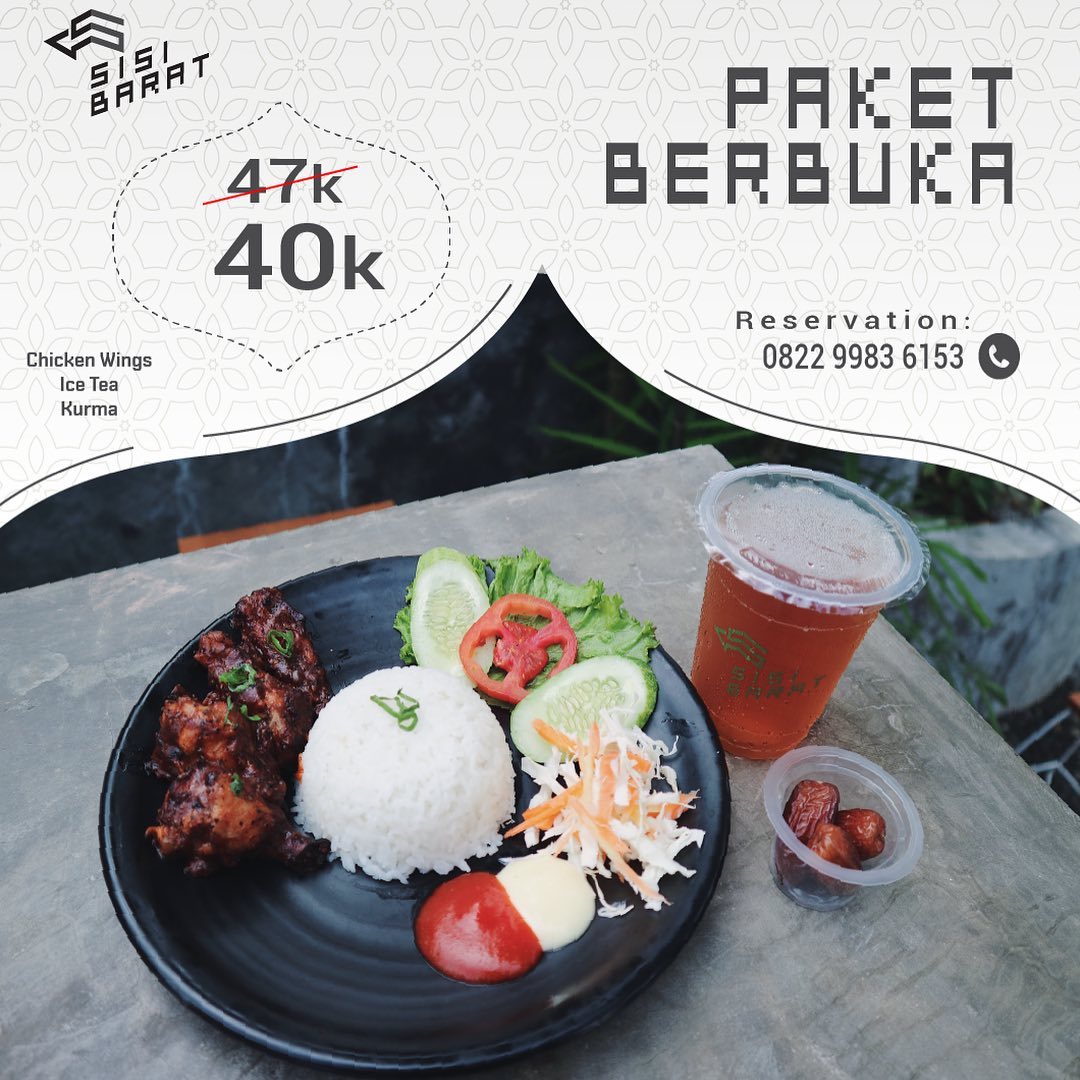 SISI
BARAT
PAKET
BERBUKA
47k
40k
Reservation:
0822 9983 6153
Chicken Wings
Ice Tea
Kurma
SISI
BARAT